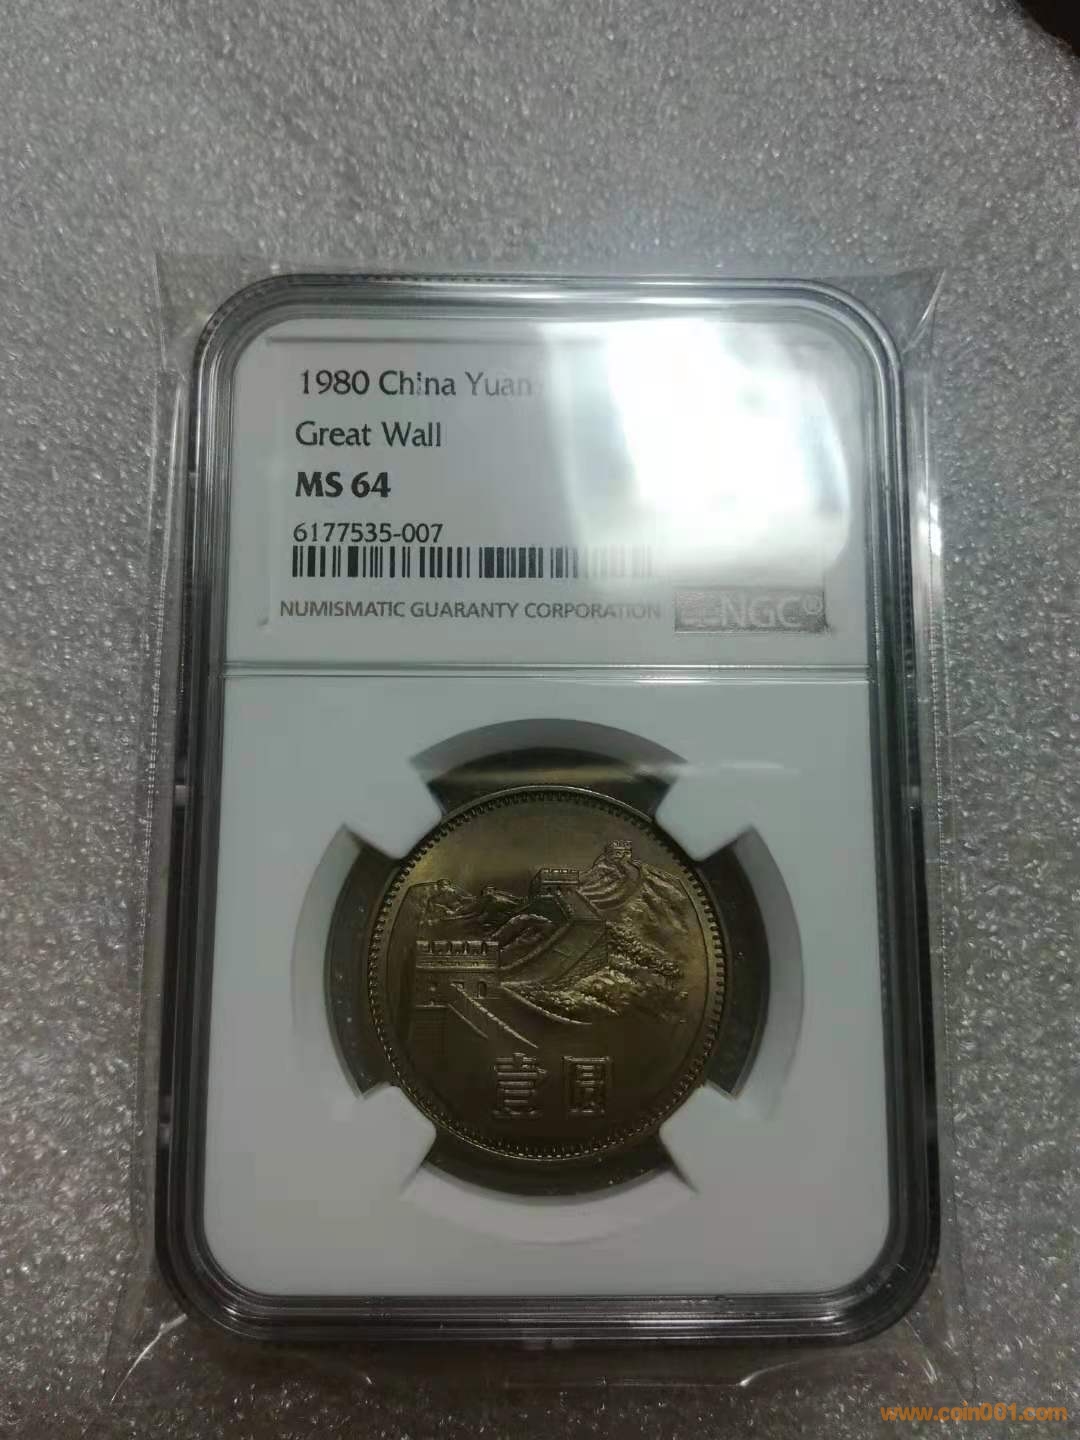 1980 China Yuan
Great Wall
MS 64
6177535-007
NUMISMATIC GUARANTY CORPORATION
NGC®
壹圆
www.coin001.com